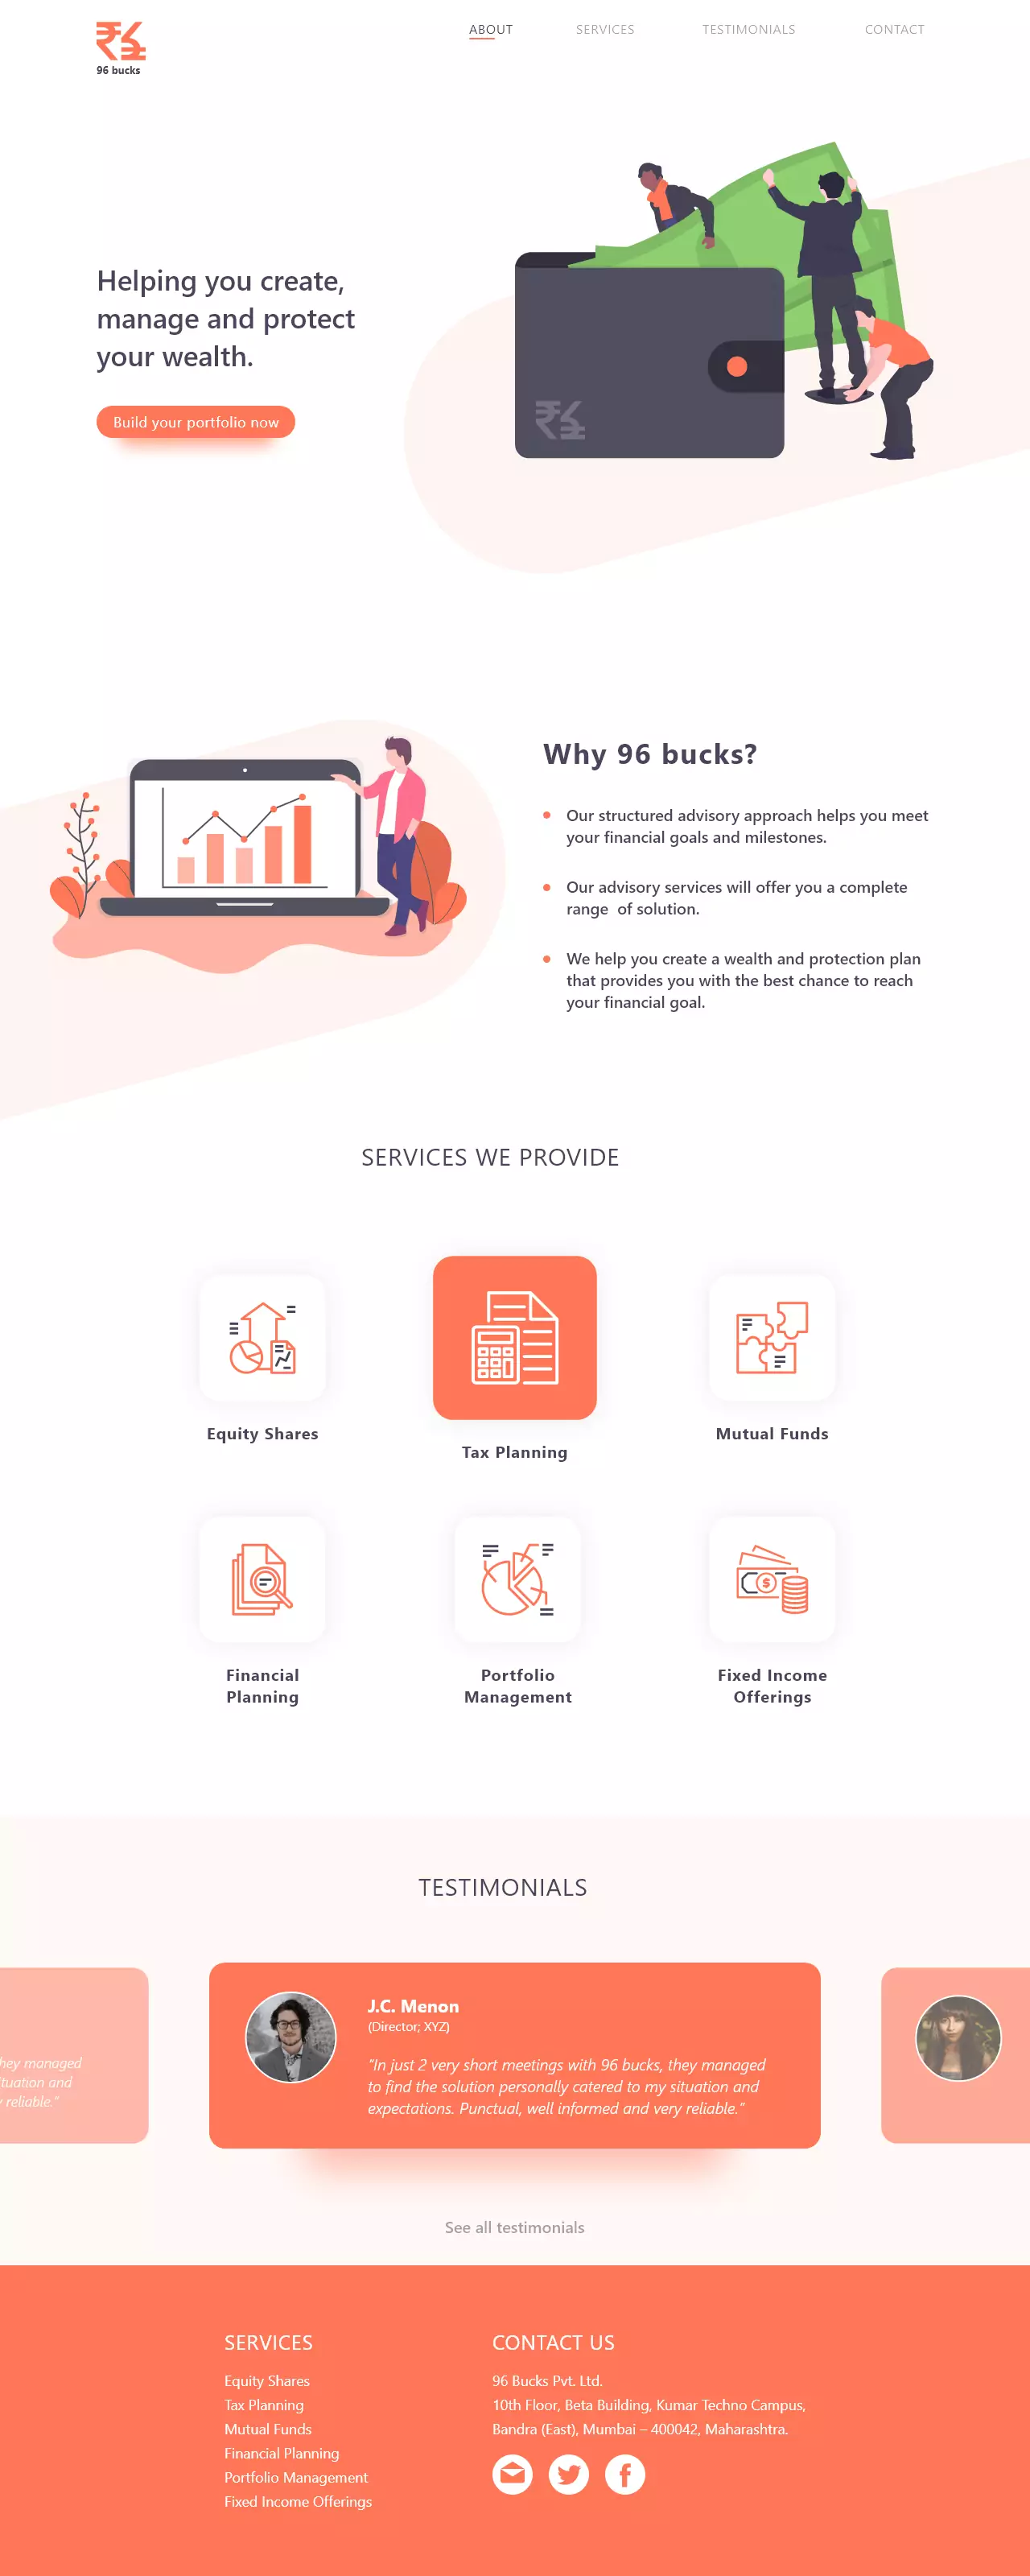 96 bucks
ABOUT
SERVICES
TESTIMONIALS
CONTACT
Helping you create,
manage and protect
your wealth.
Build your portfolio now
Why 96 bucks?
Our structured advisory approach helps you meet
your financial goals and milestones.
Our advisory services will offer you a complete
range of solution.
We help you create a wealth and protection plan
that provides you with the best chance to reach
your financial goal.
SERVICES WE PROVIDE
Equity Shares
Tax Planning
Mutual Funds
Financial
Planning
Portfolio
Management
Fixed Income
Offerings
TESTIMONIALS
managed
and
reliable."
J.C. Menon
(Director; XYZ)
"In just 2 very short meetings with 96 bucks, they managed
to find the solution personally catered to my situation and
expectations. Punctual, well informed and very reliable."
See all testimonials
SERVICES
Equity Shares
Tax Planning
Mutual Funds
Financial Planning
Portfolio Management
Fixed Income Offerings
CONTACT US
96 Bucks Pvt. Ltd.
10th Floor, Beta Building, Kumar Techno Campus,
Bandra (East), Mumbai – 400042, Maharashtra.